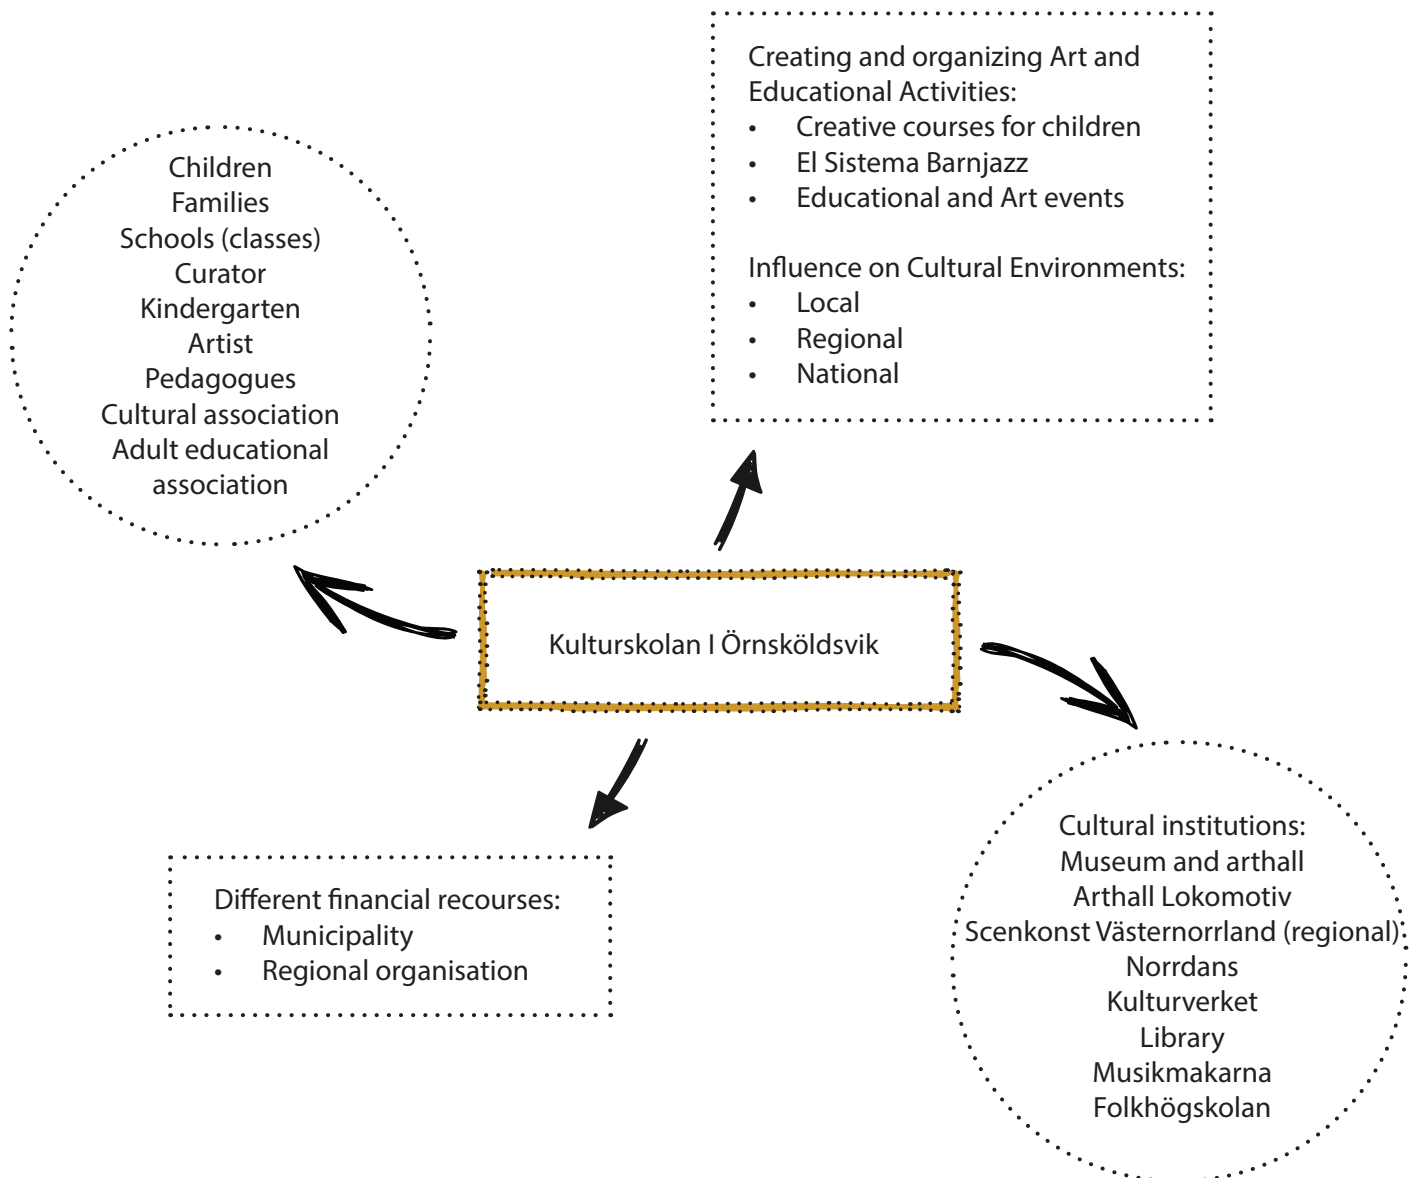 Creating and organizing Art and
Educational Activities:
• Creative courses for children
• El Sistema Barnjazz
• Educational and Art events
Influence on Cultural Environments:
• Local
• Regional
• National
Children
Families
Schools (classes)
Curator
Kindergarten
Artist
Pedagogues
Cultural association
Adult educational
association
Kulturskolan I Örnsköldsvik
Different financial recourses:
• Municipality
• Regional organisation
Cultural institutions:
Museum and arthall
Arthall Lokomotiv
Scenkonst Västernorrland (regional)
Norrdans
Kulturverket
Library
Musikmakarna
Folkhögskolan